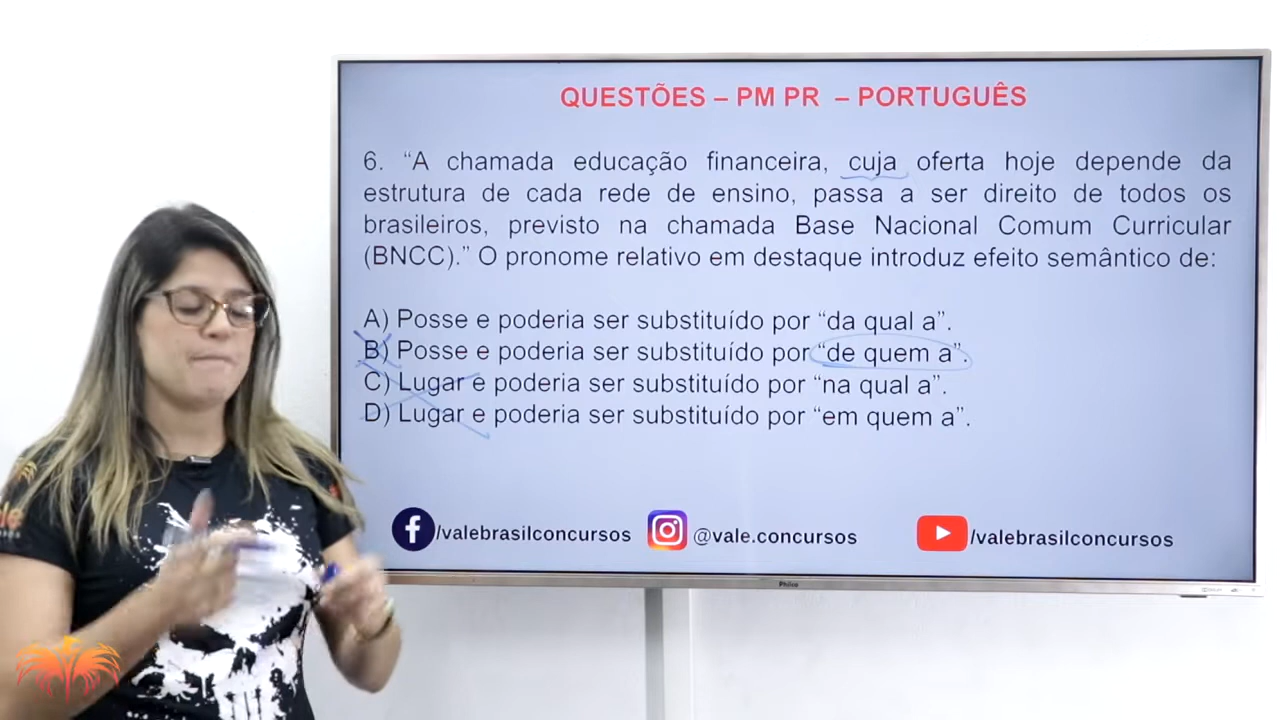 QUESTÕES – PM PR – PORTUGUÊS
6. “A chamada educação financeira, cuja oferta hoje depende da
estrutura de cada rede de ensino, passa a ser direito de todos os
brasileiros, previsto na chamada Base Nacional Comum Curricular
(BNCC).” O pronome relativo em destaque introduz efeito semântico de:
A) Posse e poderia ser substituído por “da qual a”.
B) Posse e poderia ser substituído por “de quem a”.
C) Lugar e poderia ser substituído por “na qual a”.
D) Lugar e poderia ser substituído por “em quem a”.
/valebrasilconcursos @vale.concursos /valebrasilconcursos
Philco